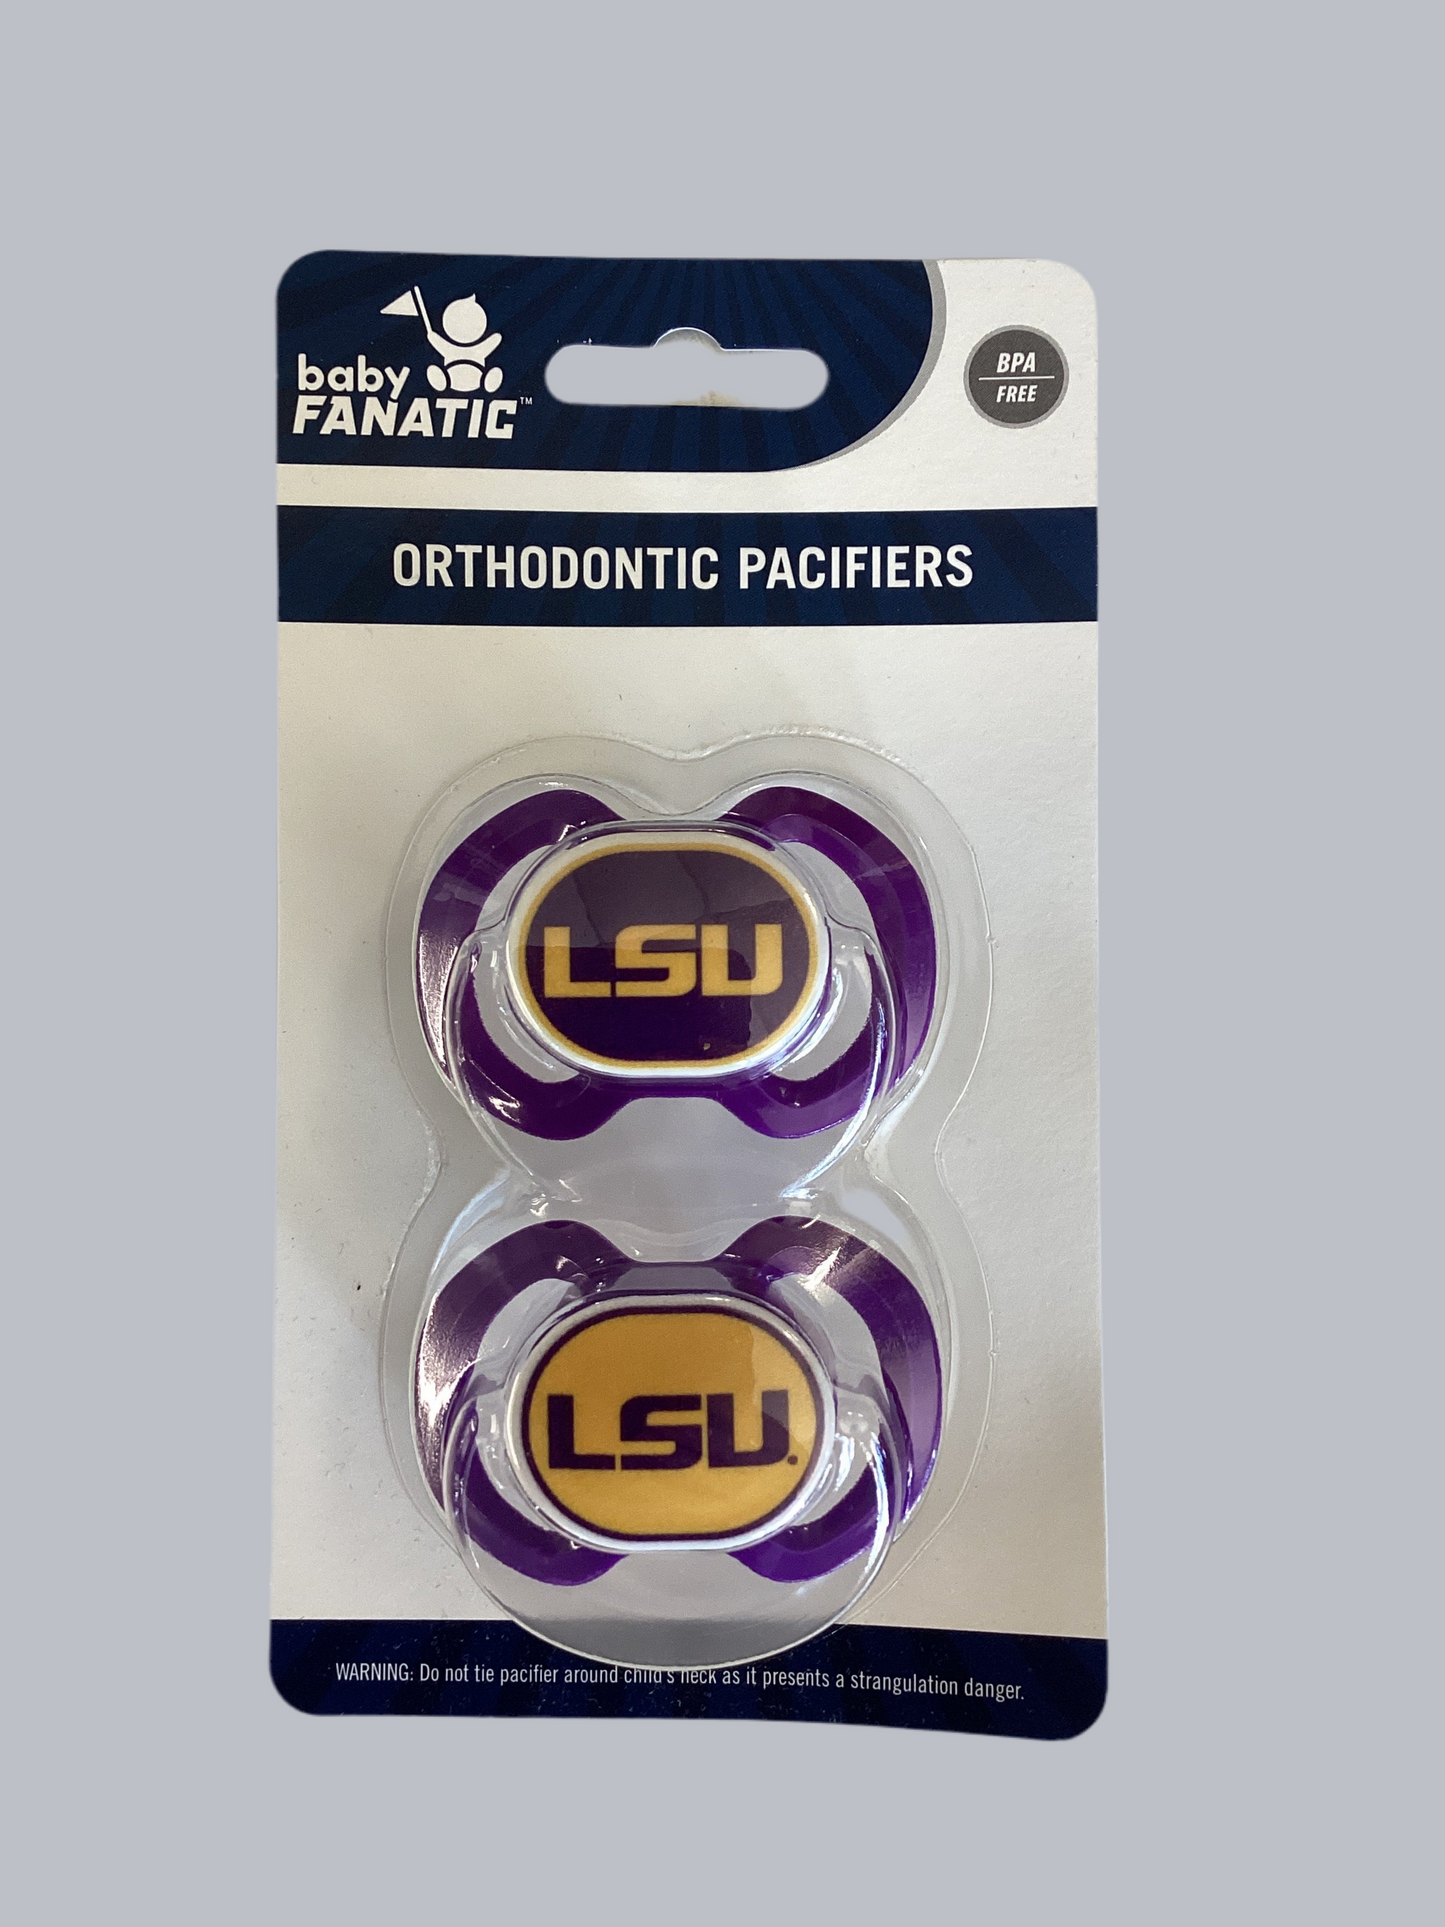 baby
FANATIC™
BPA
FREE
ORTHODONTIC PACIFIERS
LSU
LSU
WARNING: Do not tie pacifier around child's neck as it presents a strangulation danger.